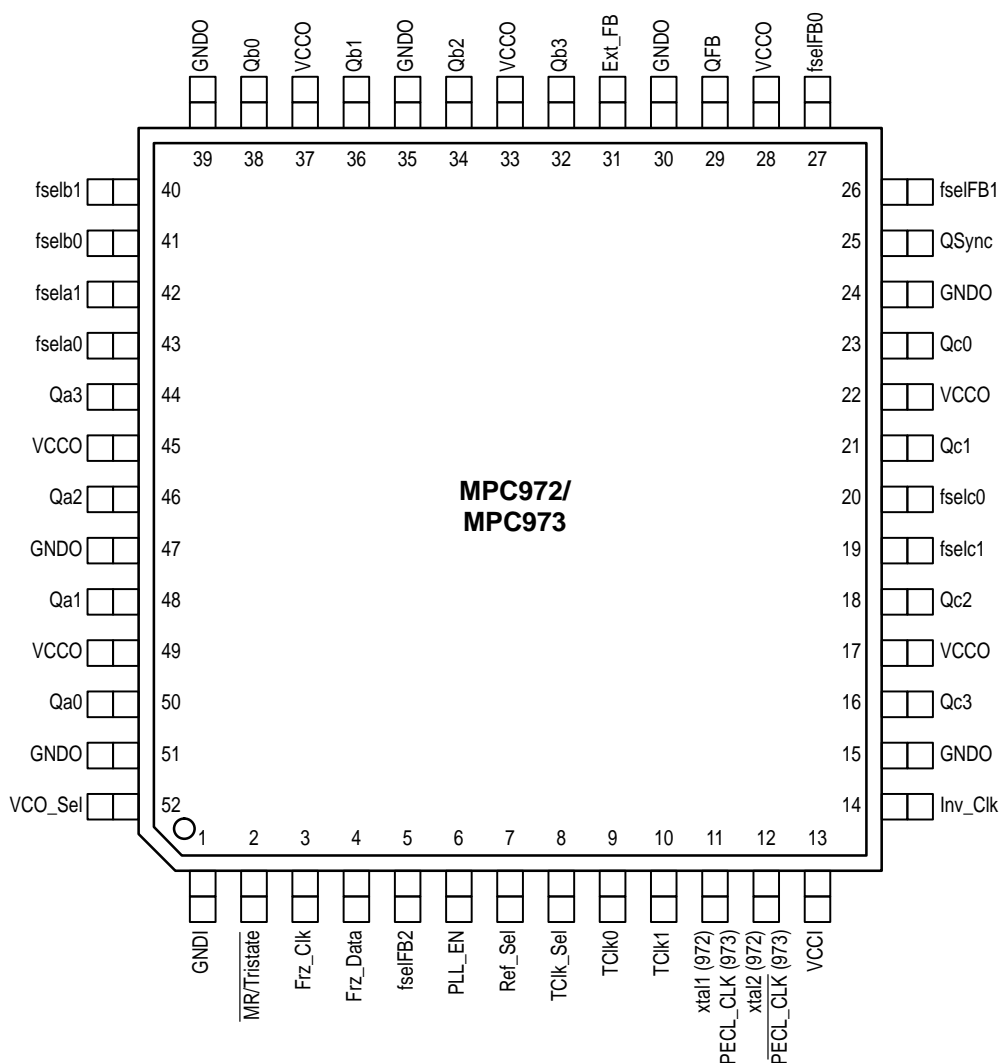 GNDO
Qb0
VCCO
Qb1
GNDO
Qb2
VCCO
Qb3
Ext_FB
GNDO
QFB
VCCO
fselFB0
39 38 37 36 35 34 33 32 31 30 29 28 27
fselb1 40 26 fselFB1
fselb0 41 25 QSync
fsela1 42 24 GNDO
fsela0 43 23 Qc0
Qa3 44 22 VCCO
VCCO 45 21 Qc1
Qa2 46 20 fselc0
MPC972/
MPC973
GNDO 47 19 fselc1
Qa1 48 18 Qc2
VCCO 49 17 VCCO
Qa0 50 16 Qc3
GNDO 51 15 GNDO
VCO_Sel 52 14 Inv_Clk
1 2 3 4 5 6 7 8 9 10 11 12 13
GNDI
MR/Tristate
Frz_Clk
Frz_Data
fselFB2
PLL_EN
Ref_Sel
TClk_Sel
TClk0
TClk1
xtal1 (972)
PECL_CLK (973)
xtal2 (972)
PECL_CLK (973)
VCCI